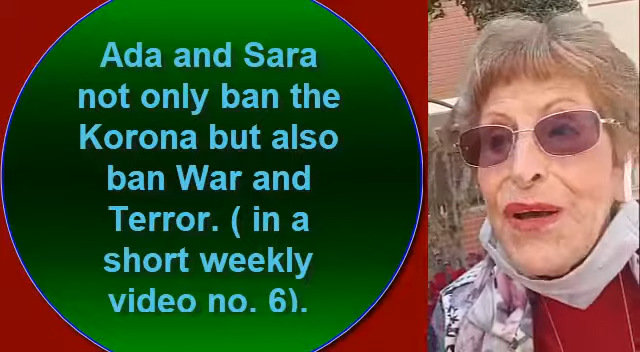 Ada and Sara
not only ban the
Korona but also
ban War and
Terror. ( in a
short weekly
video no. 6).